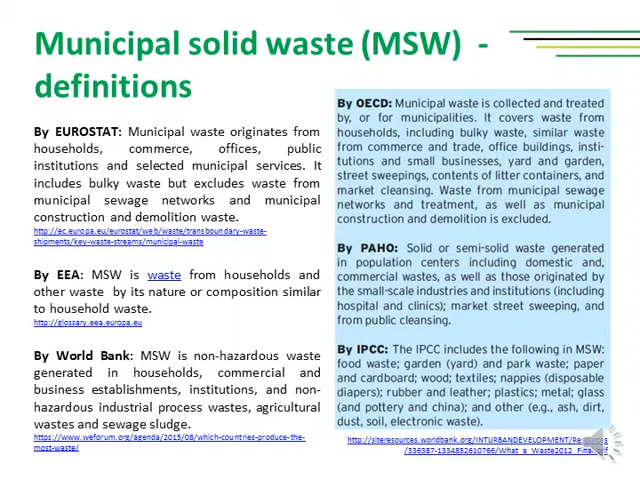 Municipal solid waste (MSW)  -
definitions
By EUROSTAT: Municipal waste originates from
households, commerce, offices, public
institutions and selected municipal services. It
includes bulky waste but excludes waste from
municipal sewage networks and municipal
construction and demolition waste.
http://ec.europa.eu/eurostat/web/waste/transboundary-waste-
shipments/key-waste-streams/municipal-waste
By EEA: MSW is waste from households and
other waste by its nature or composition similar
to household waste.
http://glossary.eea.europa.eu
By World Bank: MSW is non-hazardous waste
generated in households, commercial and
business establishments, institutions, and non-
hazardous industrial process wastes, agricultural
wastes and sewage sludge.
https://www.weforum.org/agenda/2015/08/which-countries-produce-the-
most-waste/
By OECD: Municipal waste is collected and treated
by, or for municipalities. It covers waste from
households, including bulky waste, similar waste
from commerce and trade, office buildings, insti-
tutions and small businesses, yard and garden,
street sweepings, contents of litter containers, and
market cleansing. Waste from municipal sewage
networks and treatment, as well as municipal
construction and demolition is excluded.
By PAHO: Solid or semi-solid waste generated
in population centers including domestic and,
commercial wastes, as well as those originated by
the small-scale industries and institutions (including
hospital and clinics); market street sweeping, and
from public cleansing.
By IPCC: The IPCC includes the following in MSW:
food waste; garden (yard) and park waste; paper
and cardboard; wood; textiles; nappies (disposable
diapers); rubber and leather; plastics; metal; glass
(and pottery and china); and other (e.g., ash, dirt,
dust, soil, electronic waste).
http://siteresources.worldbank.org/INTURBANDEVELOPMENT/Resources
/336387-1334852610766/What_a_Waste2012_Final.pdf